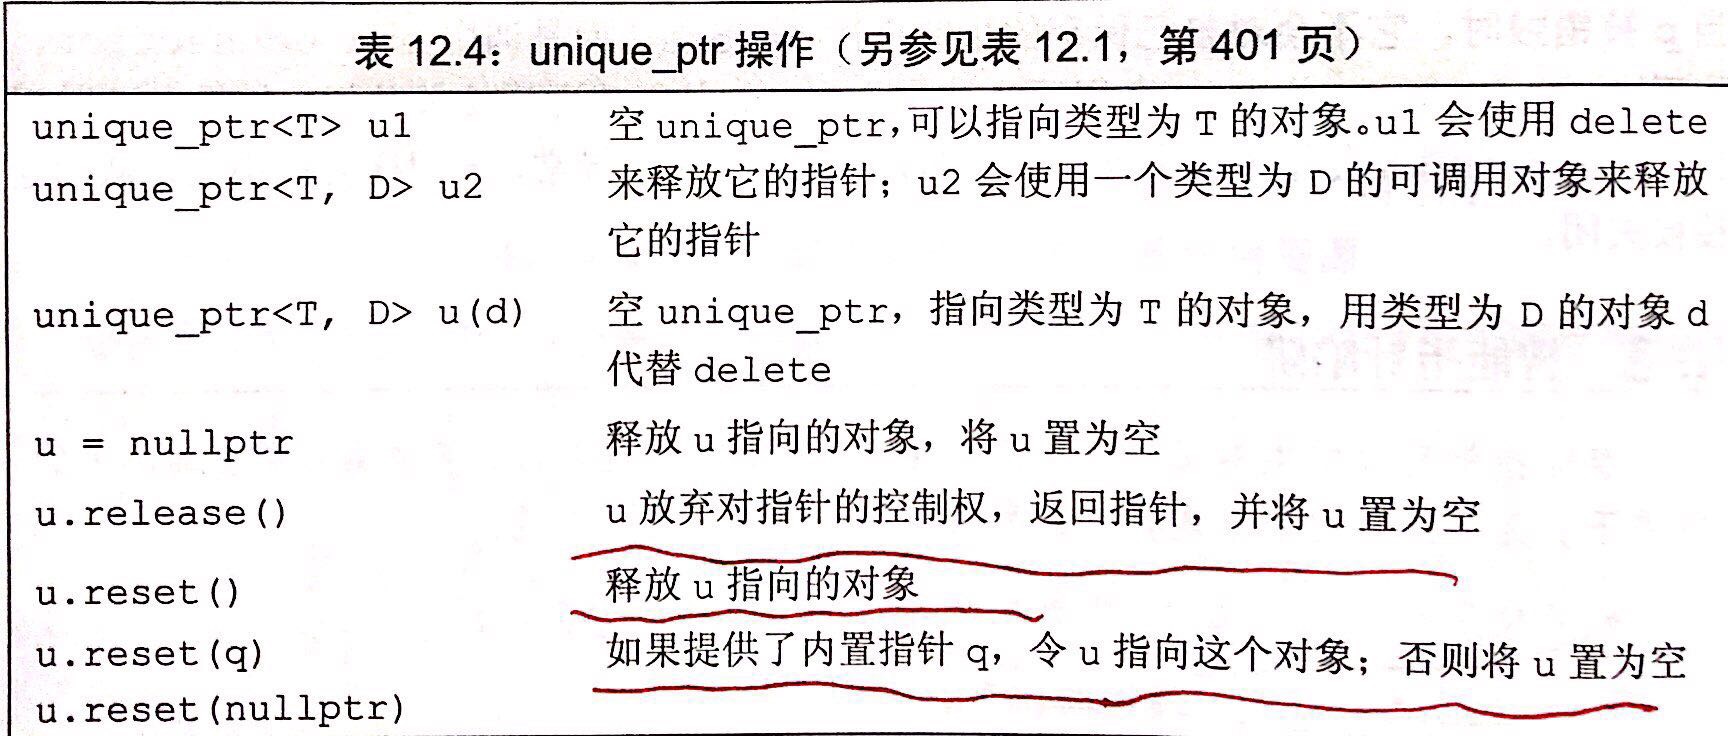 表 12.4：unique_ptr 操作（另参见表 12.1，第 401 页）
unique_ptr<T> u1 空 unique_ptr，可以指向类型为 T 的对象。u1 会使用 delete
unique_ptr<T, D> u2 来释放它的指针；u2 会使用一个类型为 D 的可调用对象来释放
它的指针
unique_ptr<T, D> u(d) 空 unique_ptr，指向类型为 T 的对象，用类型为 D 的对象 d
代替 delete
u = nullptr 释放 u 指向的对象，将 u 置为空
u.release() u 放弃对指针的控制权，返回指针，并将 u 置为空
u.reset() 释放 u 指向的对象
u.reset(q) 如果提供了内置指针 q，令 u 指向这个对象；否则将 u 置为空
u.reset(nullptr)